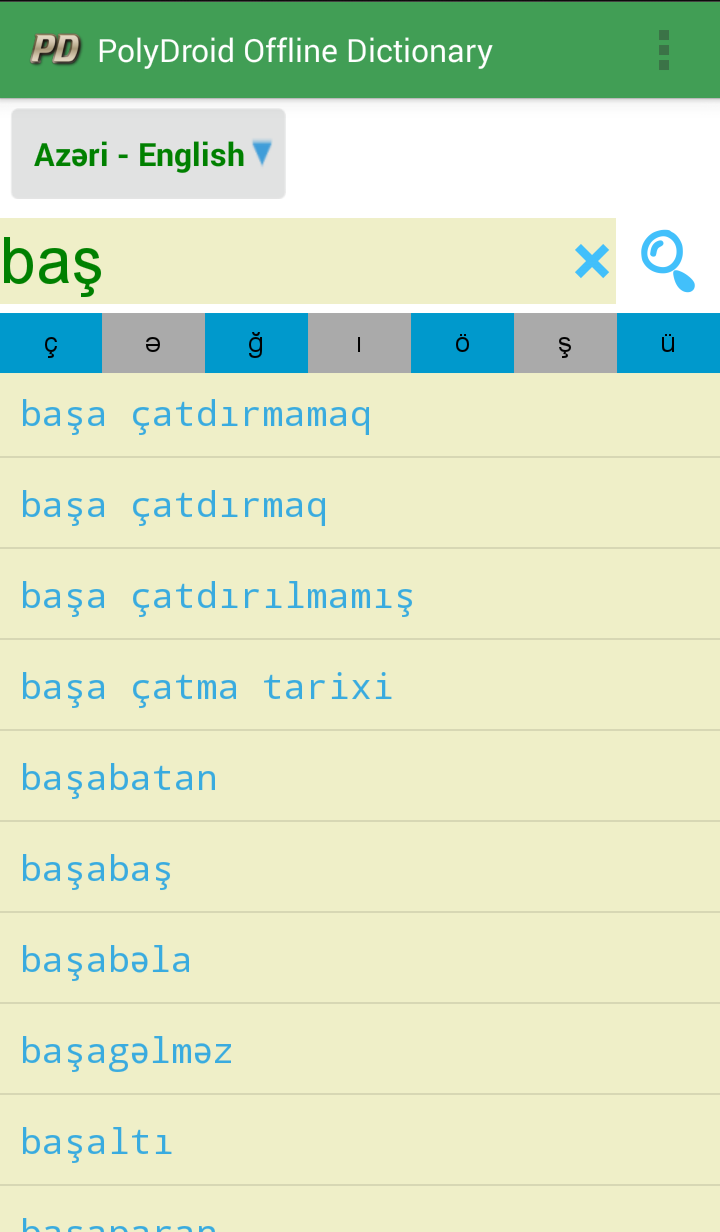 PD PolyDroid Offline Dictionary
Azəri - English
baş
ç ə ğ ı ö ş ü
başa çatdırmamaq
başa çatdırmaq
başa çatdırılmamış
başa çatma tarixi
başabatan
başabaş
başabəla
başagəlməz
başaltı
başaparan